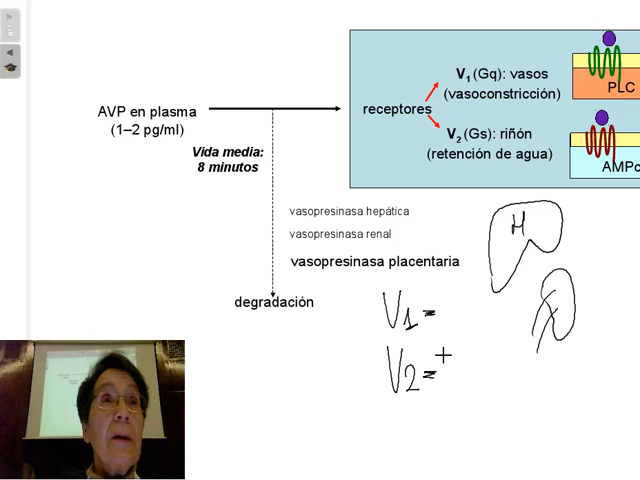 AVP en plasma
(1–2 pg/ml)
Vida media:
8 minutos
receptores
V1 (Gq): vasos
(vasoconstricción)
V2 (Gs): riñón
(retención de agua)
PLC
AMPc
vasopresinasa hepática
vasopresinasa renal
vasopresinasa placentaria
degradación
H
V1=
V2=